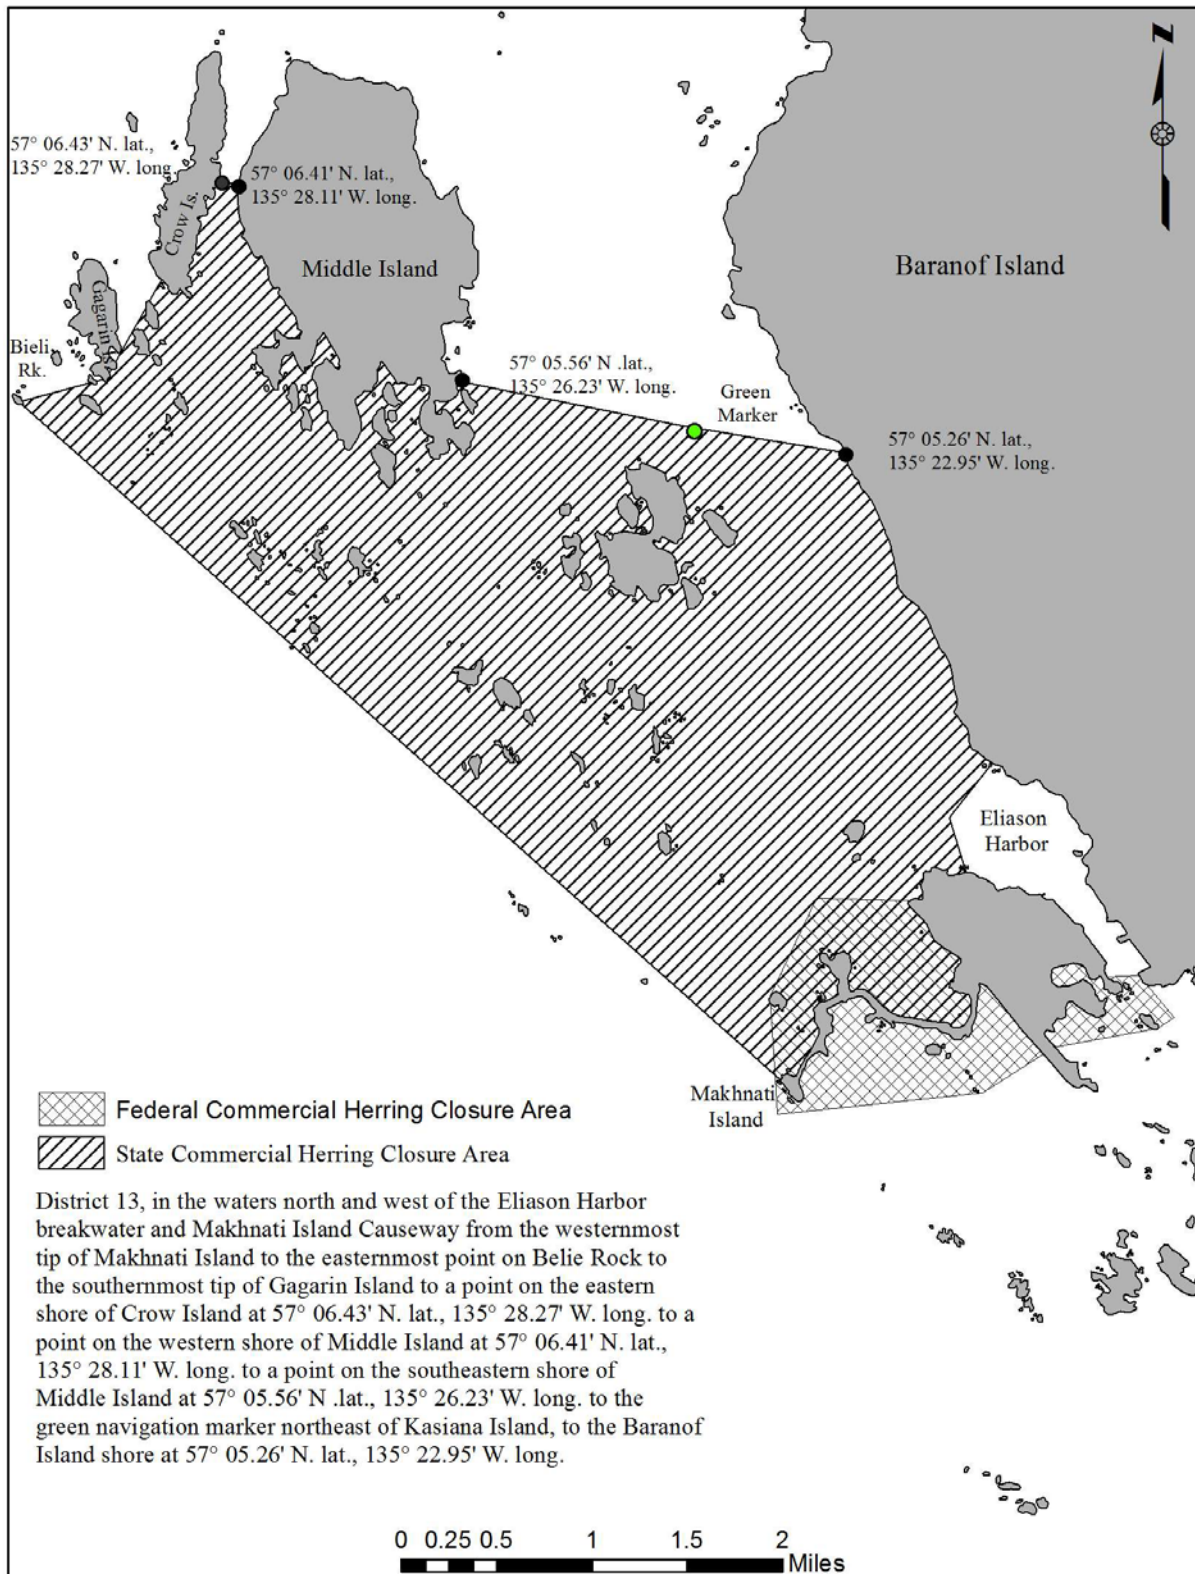 N
57° 06.43' N. lat.,
135° 28.27' W. long.
57° 06.41' N. lat.,
135° 28.11' W. long.
Crow Is.
Middle Island
Baranof Island
Gagarin Is.
Bieli
Rk.
57° 05.56' N .lat.,
135° 26.23' W. long.
Green
Marker
57° 05.26' N. lat.,
135° 22.95' W. long.
Eliason
Harbor
Makhnati
Island
Federal Commercial Herring Closure Area
State Commercial Herring Closure Area
District 13, in the waters north and west of the Eliason Harbor
breakwater and Makhnati Island Causeway from the westernmost
tip of Makhnati Island to the easternmost point on Belie Rock to
the southernmost tip of Gagarin Island to a point on the eastern
shore of Crow Island at 57° 06.43' N. lat., 135° 28.27' W. long. to a
point on the western shore of Middle Island at 57° 06.41' N. lat.,
135° 28.11' W. long. to a point on the southeastern shore of
Middle Island at 57° 05.56' N .lat., 135° 26.23' W. long. to the
green navigation marker northeast of Kasiana Island, to the Baranof
Island shore at 57° 05.26' N. lat., 135° 22.95' W. long.
0 0.25 0.5 1 1.5 2
Miles